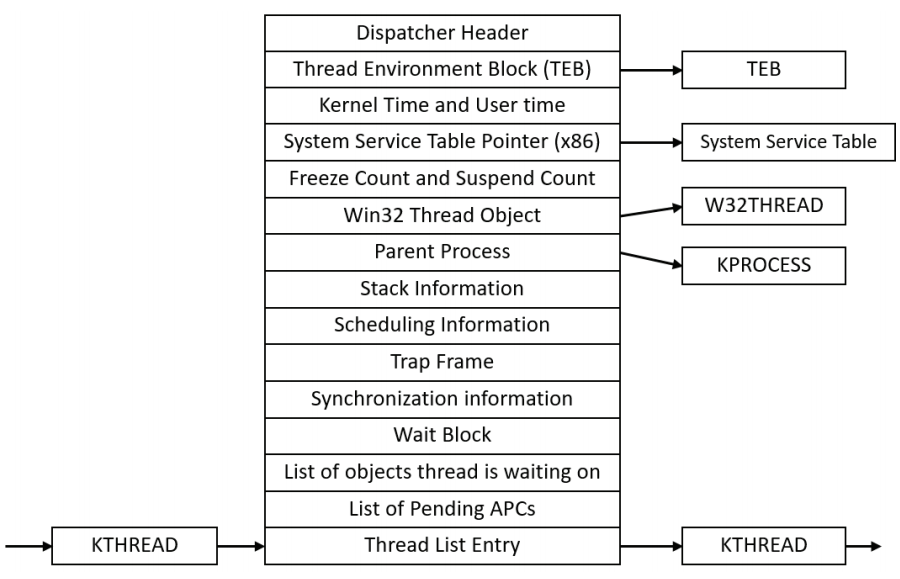 Dispatcher Header
Thread Environment Block (TEB)
TEB
Kernel Time and User time
System Service Table Pointer (x86)
System Service Table
Freeze Count and Suspend Count
Win32 Thread Object
W32THREAD
Parent Process
KPROCESS
Stack Information
Scheduling Information
Trap Frame
Synchronization information
Wait Block
List of objects thread is waiting on
List of Pending APCs
KTHREAD
Thread List Entry
KTHREAD